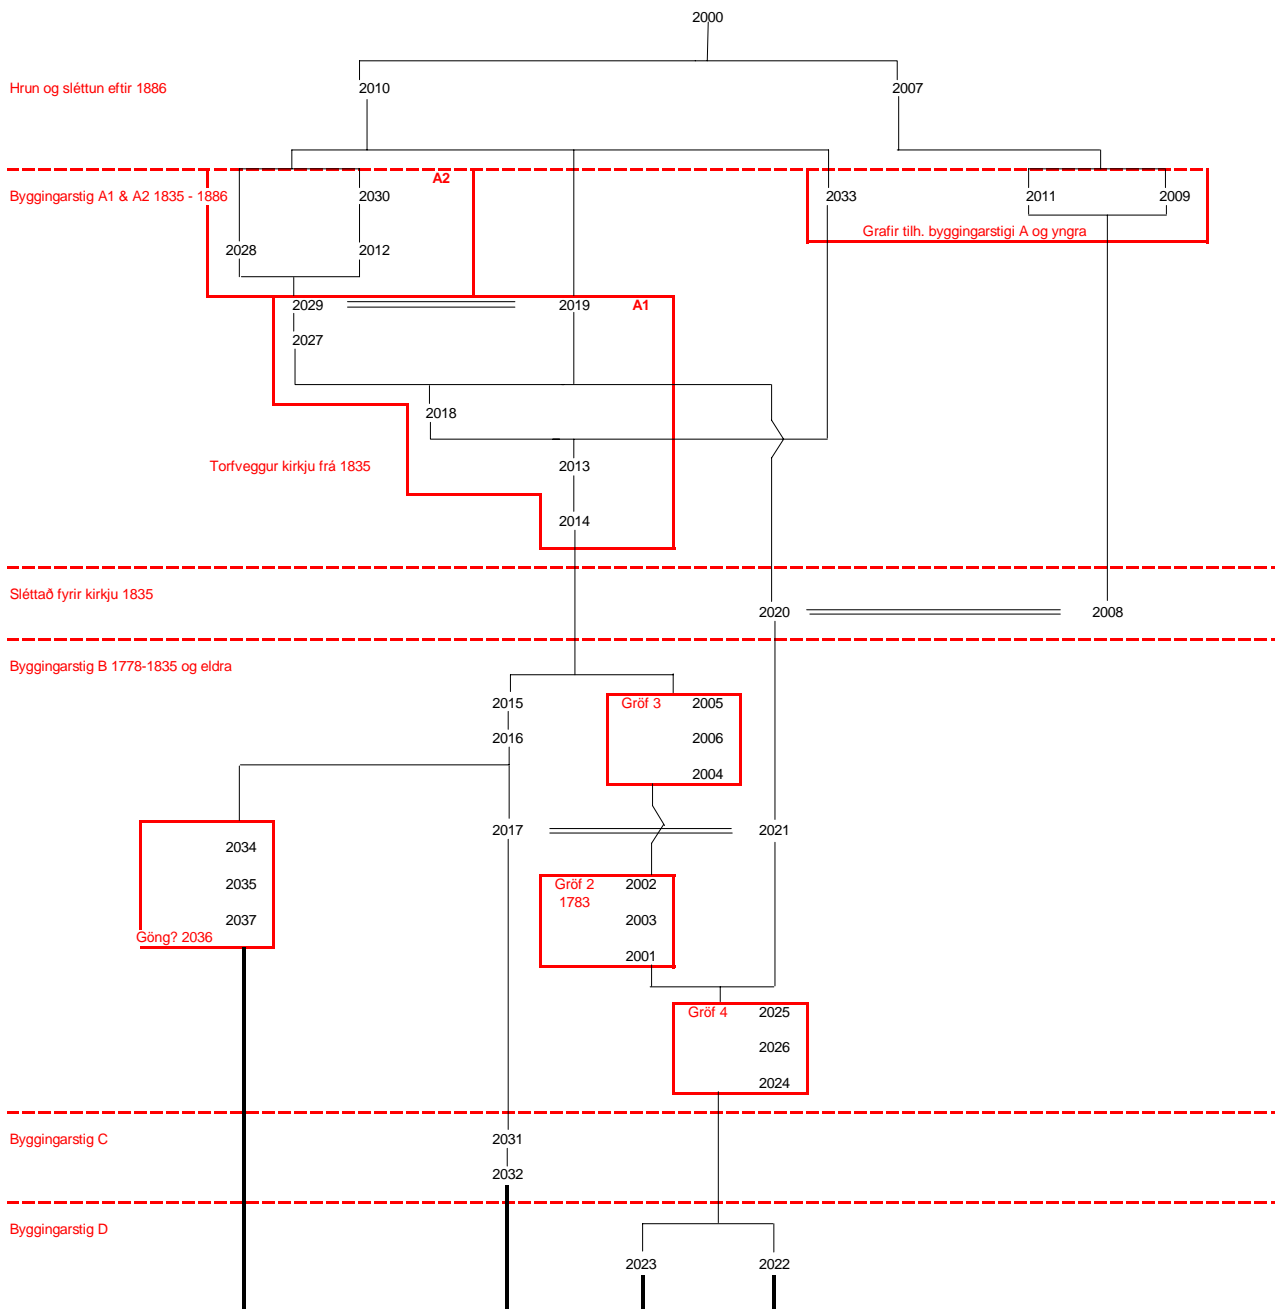 2000
Hrun og sléttun eftir 1886
2010
2007
A2
Byggingarstig A1 & A2 1835 - 1886
2030
2033
2011
2009
Grafir tilh. byggingarstigi A og yngra
2028
2012
2029
2019
A1
2027
2018
Torfveggur kirkju frá 1835
2013
2014
Sléttað fyrir kirkju 1835
2020
2008
Byggingarstig B 1778-1835 og eldra
2015
Gröf 3
2005
2016
2006
2004
2017
2021
2034
2035
Gröf 2
2002
1783
2037
2003
Göng? 2036
2001
Gröf 4
2025
2026
2024
Byggingarstig C
2031
2032
Byggingarstig D
2023
2022